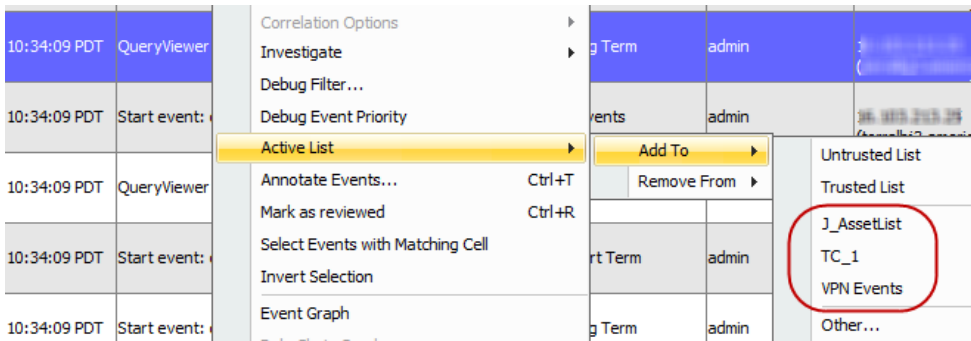 Correlation Options
10:34:09 PDT QueryViewer Investigate g Term admin
Debug Filter...
10:34:09 PDT Start event: Debug Event Priority vents admin
Active List Add To Untrusted List
10:34:09 PDT QueryViewer Annotate Events... Ctrl+T Remove From Trusted List
Mark as reviewed Ctrl+R J_AssetList
10:34:09 PDT Start event: Select Events with Matching Cell rt Term admin TC_1
Invert Selection VPN Events
10:34:09 PDT Start event: Event Graph g Term admin Other...